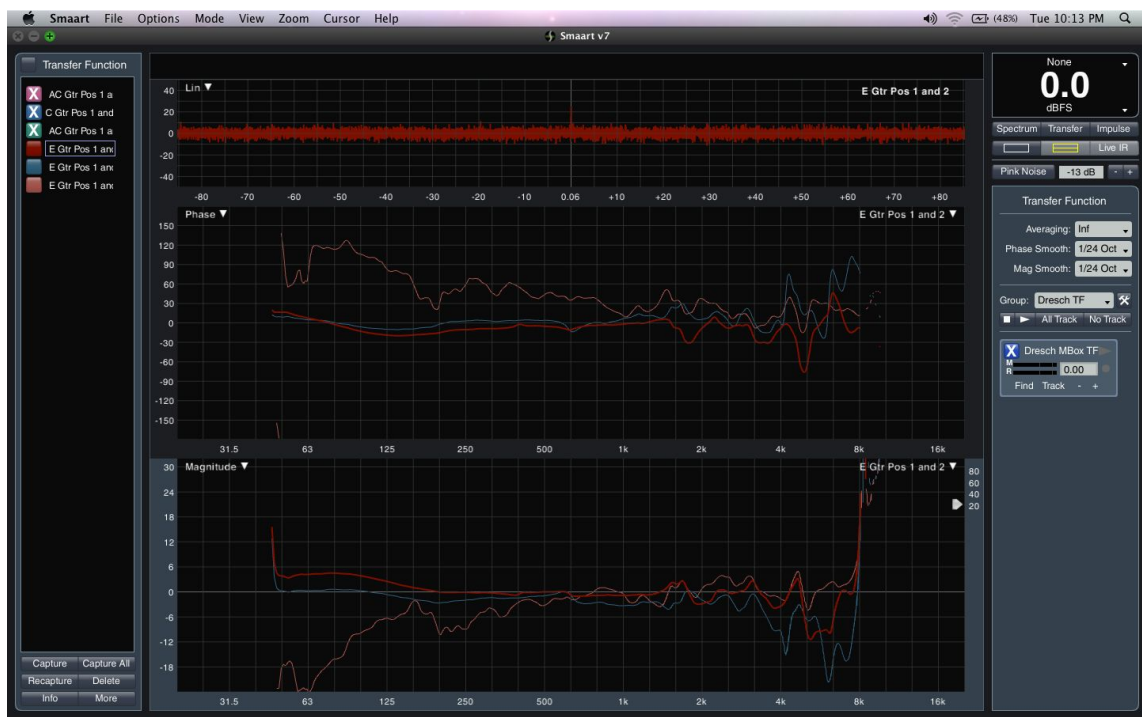 Smaart File Options Mode View Zoom Cursor Help (48%) Tue 10:13 PM
Smaart v7
Transfer Function
X AC Gtr Pos 1 a
X C Gtr Pos 1 and
X AC Gtr Pos 1 a
E Gtr Pos 1 and
E Gtr Pos 1 and
E Gtr Pos 1 and
Capture Capture All
Recapture Delete
Info More
Lin E Gtr Pos 1 and 2
40
20
0
-20
-40
-80 -70 -60 -50 -40 -30 -20 -10 0.06 +10 +20 +30 +40 +50 +60 +70 +80
Phase E Gtr Pos 1 and 2
150
120
90
60
30
0
-30
-60
-90
-120
-150
31.5 63 125 250 500 1k 2k 4k 8k 16k
Magnitude E Gtr Pos 1 and 2
30
24
18
12
6
0
-6
-12
-18
80
60
40
20
31.5 63 125 250 500 1k 2k 4k 8k 16k
None
0.0
dBFS
Spectrum Transfer Impulse
Live IR
Pink Noise -13 dB - +
Transfer Function
Averaging: Inf
Phase Smooth: 1/24 Oct
Mag Smooth: 1/24 Oct
Group: Dresch TF
All Track No Track
X Dresch MBox TF
M
R 0.00
Find Track - +